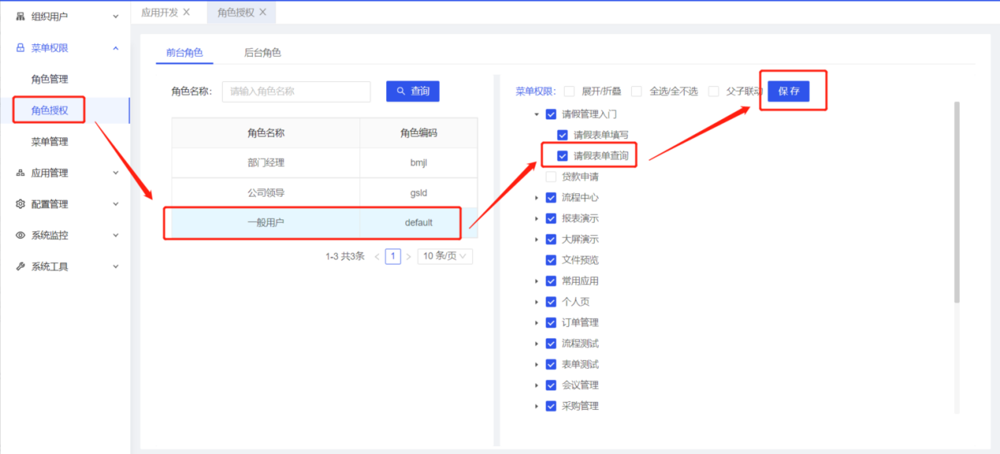 组织用户
应用开发
角色授权
菜单权限
角色管理
角色授权
菜单管理
应用管理
配置管理
系统监控
系统工具
前台角色
后台角色
角色名称: 请输入角色名称 查询
角色名称 角色编码
部门经理 bmjl
公司领导 gsld
一般用户 default
1-3 共3条 < 1 > 10 条/页
菜单权限: 展开/折叠 全选/全不选 父子联动 保存
请假管理入门
请假表单填写
请假表单查询
贷款申请
流程中心
报表演示
大屏演示
文件预览
常用应用
个人页
订单管理
流程测试
表单测试
会议管理
采购管理